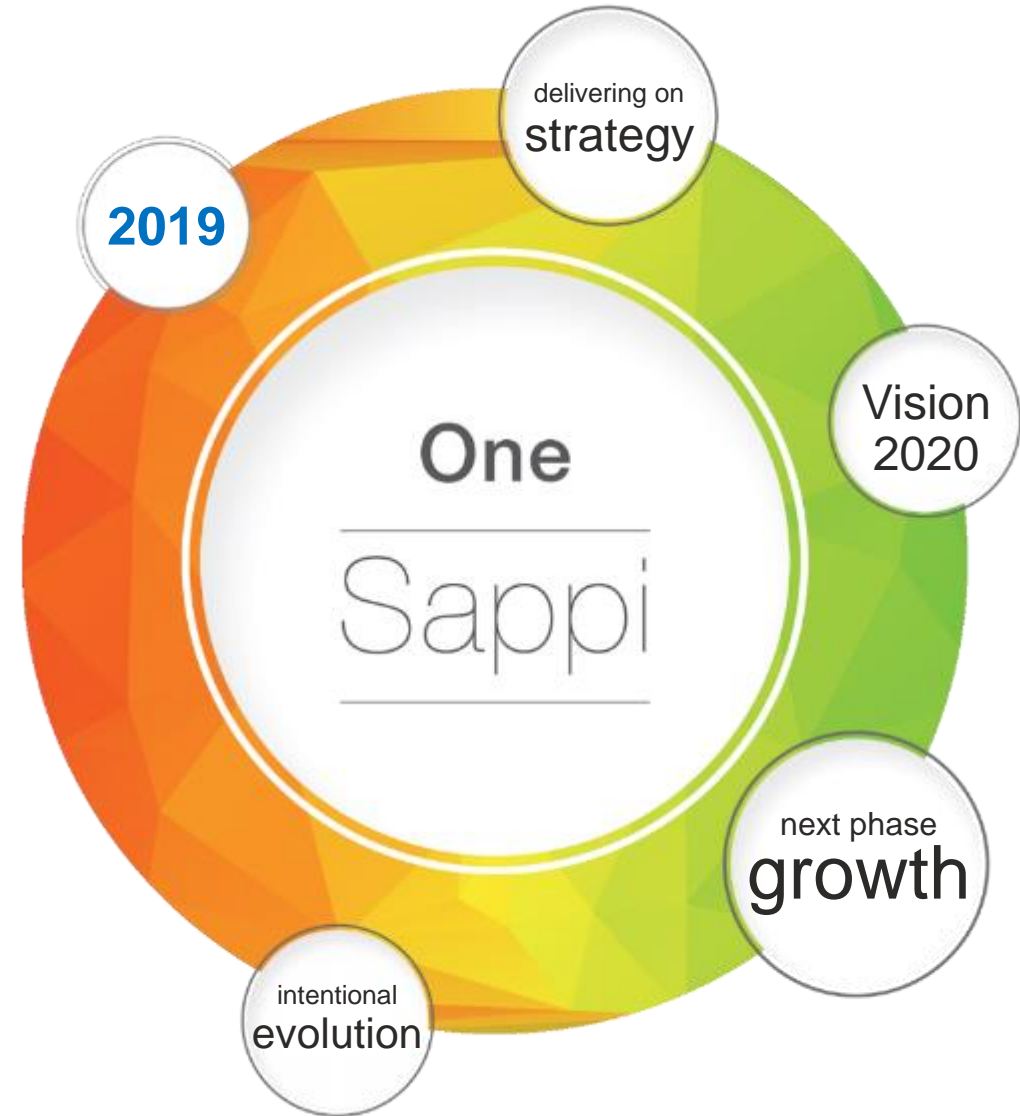 delivering on
strategy
2019
Vision
2020
One
Sappi
next phase
growth
intentional
evolution